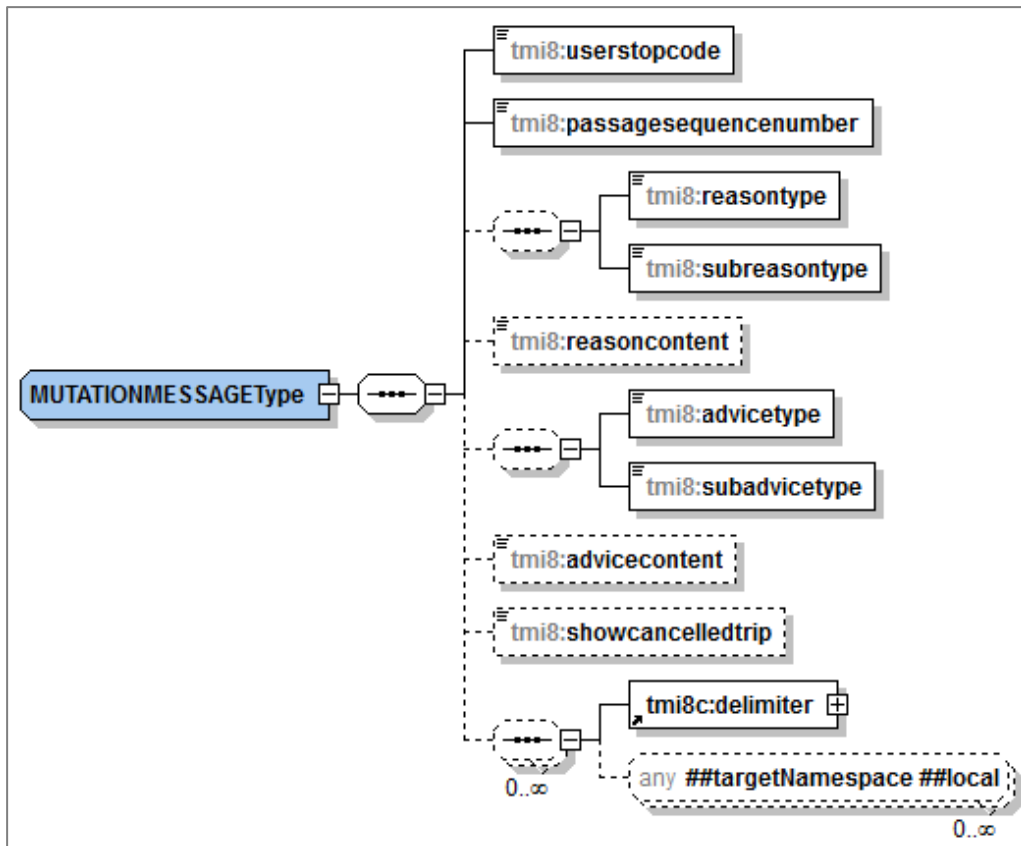 tmi8:userstopcode
tmi8:passagesequencenumber
tmi8:reasontype
tmi8:subreasontype
tmi8:reasoncontent
MUTATIONMESSAGEType
tmi8:advicetype
tmi8:subadvicetype
tmi8:advicecontent
tmi8:showcancelledtrip
tmi8c:delimiter
0..∞
any ##targetNamespace ##local
0..∞